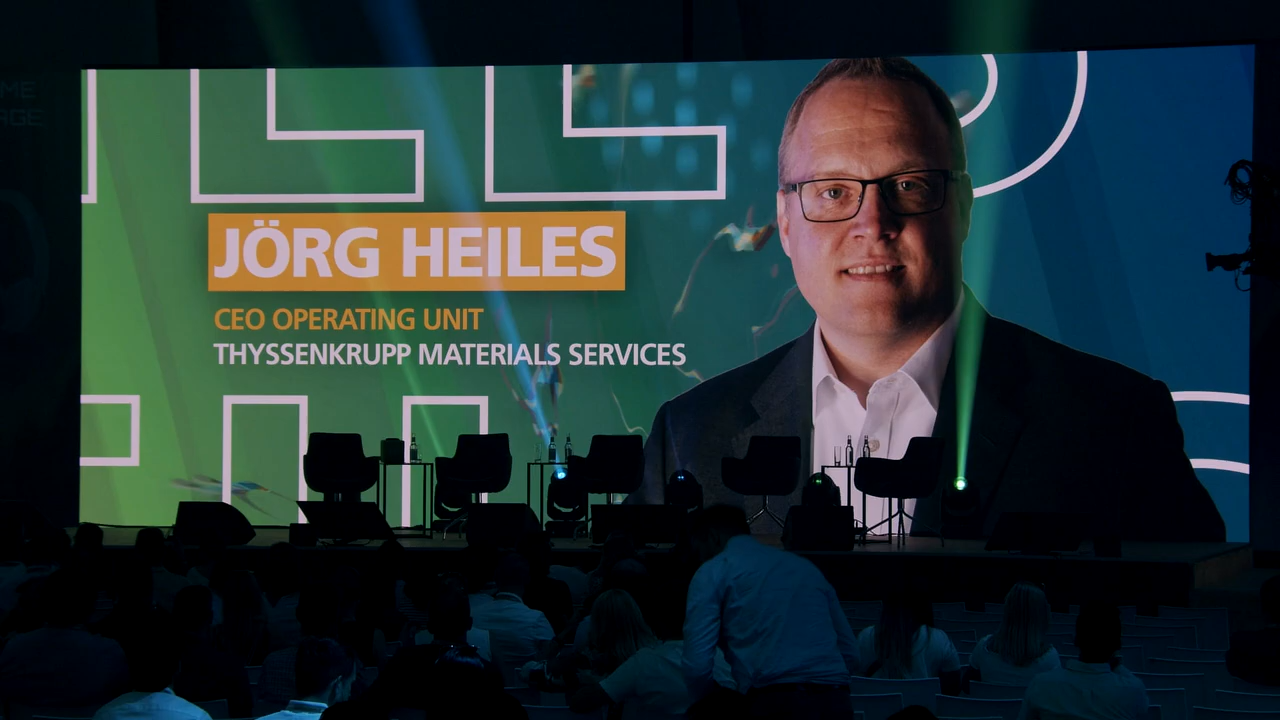 JÖRG HEILES
CEO OPERATING UNIT
THYSSENKRUPP MATERIALS SERVICES